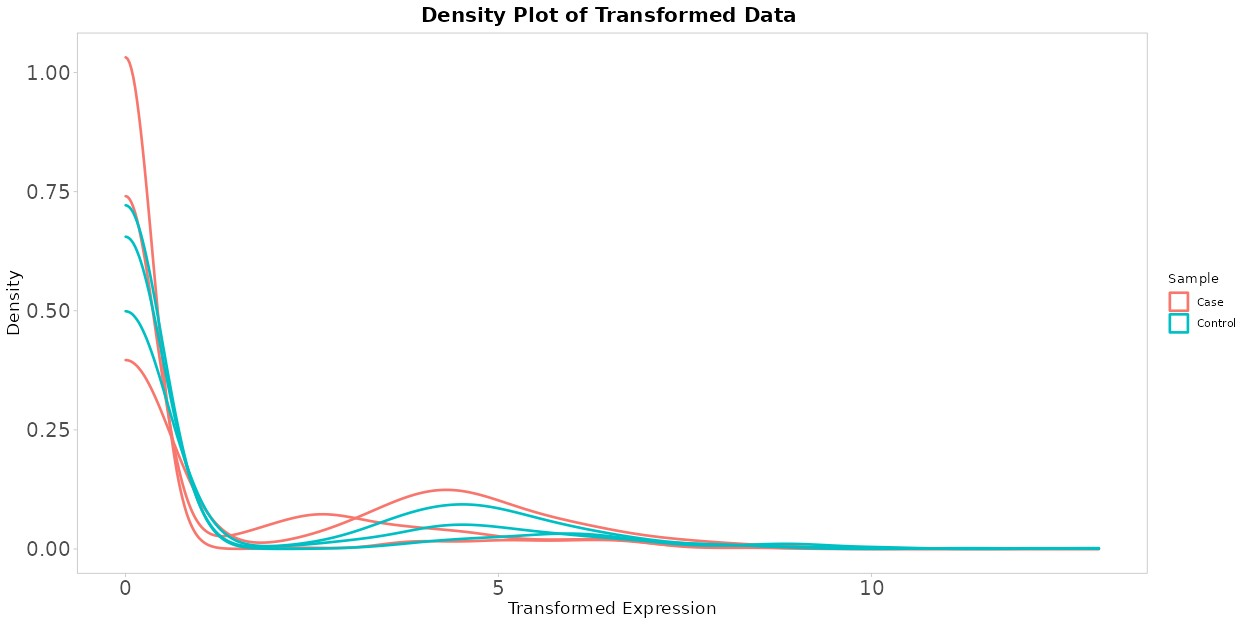 Density Plot of Transformed Data
1.00
0.75
0.50
0.25
0.00
Density
0 5 10
Transformed Expression
Sample
Case
Control